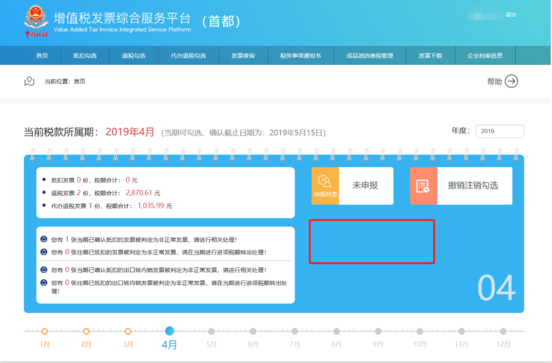 增值税发票综合服务平台 （首都）
Value Added Tax Invoice Integrated Service Platform
退出
首页 抵扣勾选 退税勾选 代办退税勾选 发票查询 税务事项通知书 成品油消费税管理 发票下载 企业档案信息
当前位置：首页
帮助
当前税款所属期： 2019年4月 （当期可勾选、确认截止日期为：2019年5月15日）
年度： 2019
抵扣发票 0 份，税额合计： 0 元
退税发票 2 份，税额合计： 2,870.61 元
代办退税发票 1 份，税额合计： 1,035.99 元
申报状态
未申报
撤销注销勾选
您有 1 张当期已确认抵扣的发票被判定为非正常发票，请进行相关处理！
您有 0 张往期已抵扣的发票被判定为非正常发票，请在当期进行进项税额转出处理！
您有 0 张当期已确认抵扣的出口转内销发票被判定为非正常发票，请进行相关处理！
您有 0 张往期已抵扣的出口转内销发票被判定为非正常发票，请在当期进行进项税额转出处
理！
04
1月 2月 3月 4月 5月 6月 7月 8月 9月 10月 11月 12月